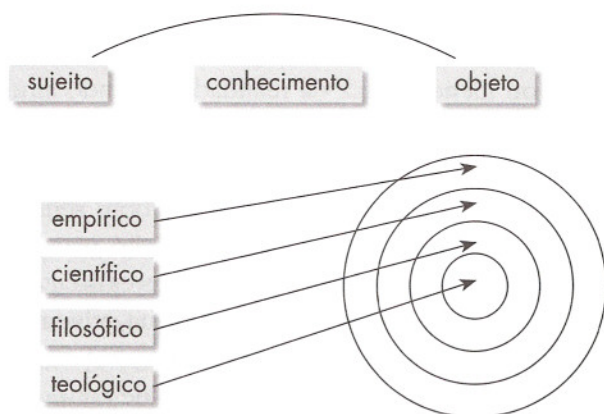 sujeito conhecimento objeto
empírico
científico
filosófico
teológico